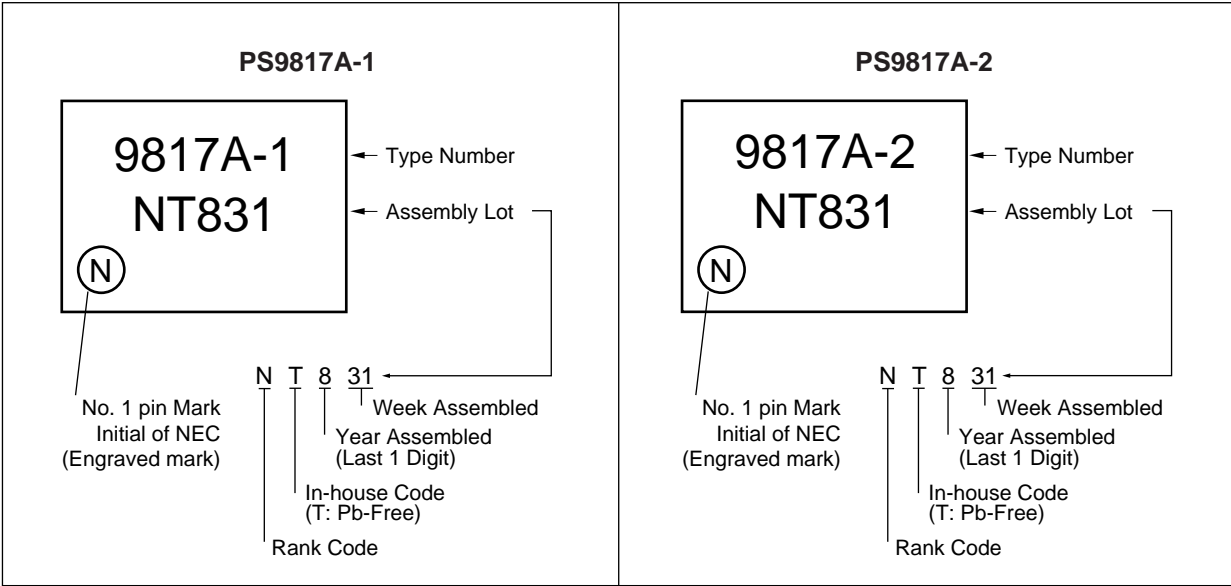 PS9817A-1
9817A-1
NT831
N
Type Number
Assembly Lot
N T 8 31
No. 1 pin Mark
Initial of NEC
(Engraved mark)
Week Assembled
Year Assembled
(Last 1 Digit)
In-house Code
(T: Pb-Free)
Rank Code
PS9817A-2
9817A-2
NT831
N
Type Number
Assembly Lot
N T 8 31
No. 1 pin Mark
Initial of NEC
(Engraved mark)
Week Assembled
Year Assembled
(Last 1 Digit)
In-house Code
(T: Pb-Free)
Rank Code